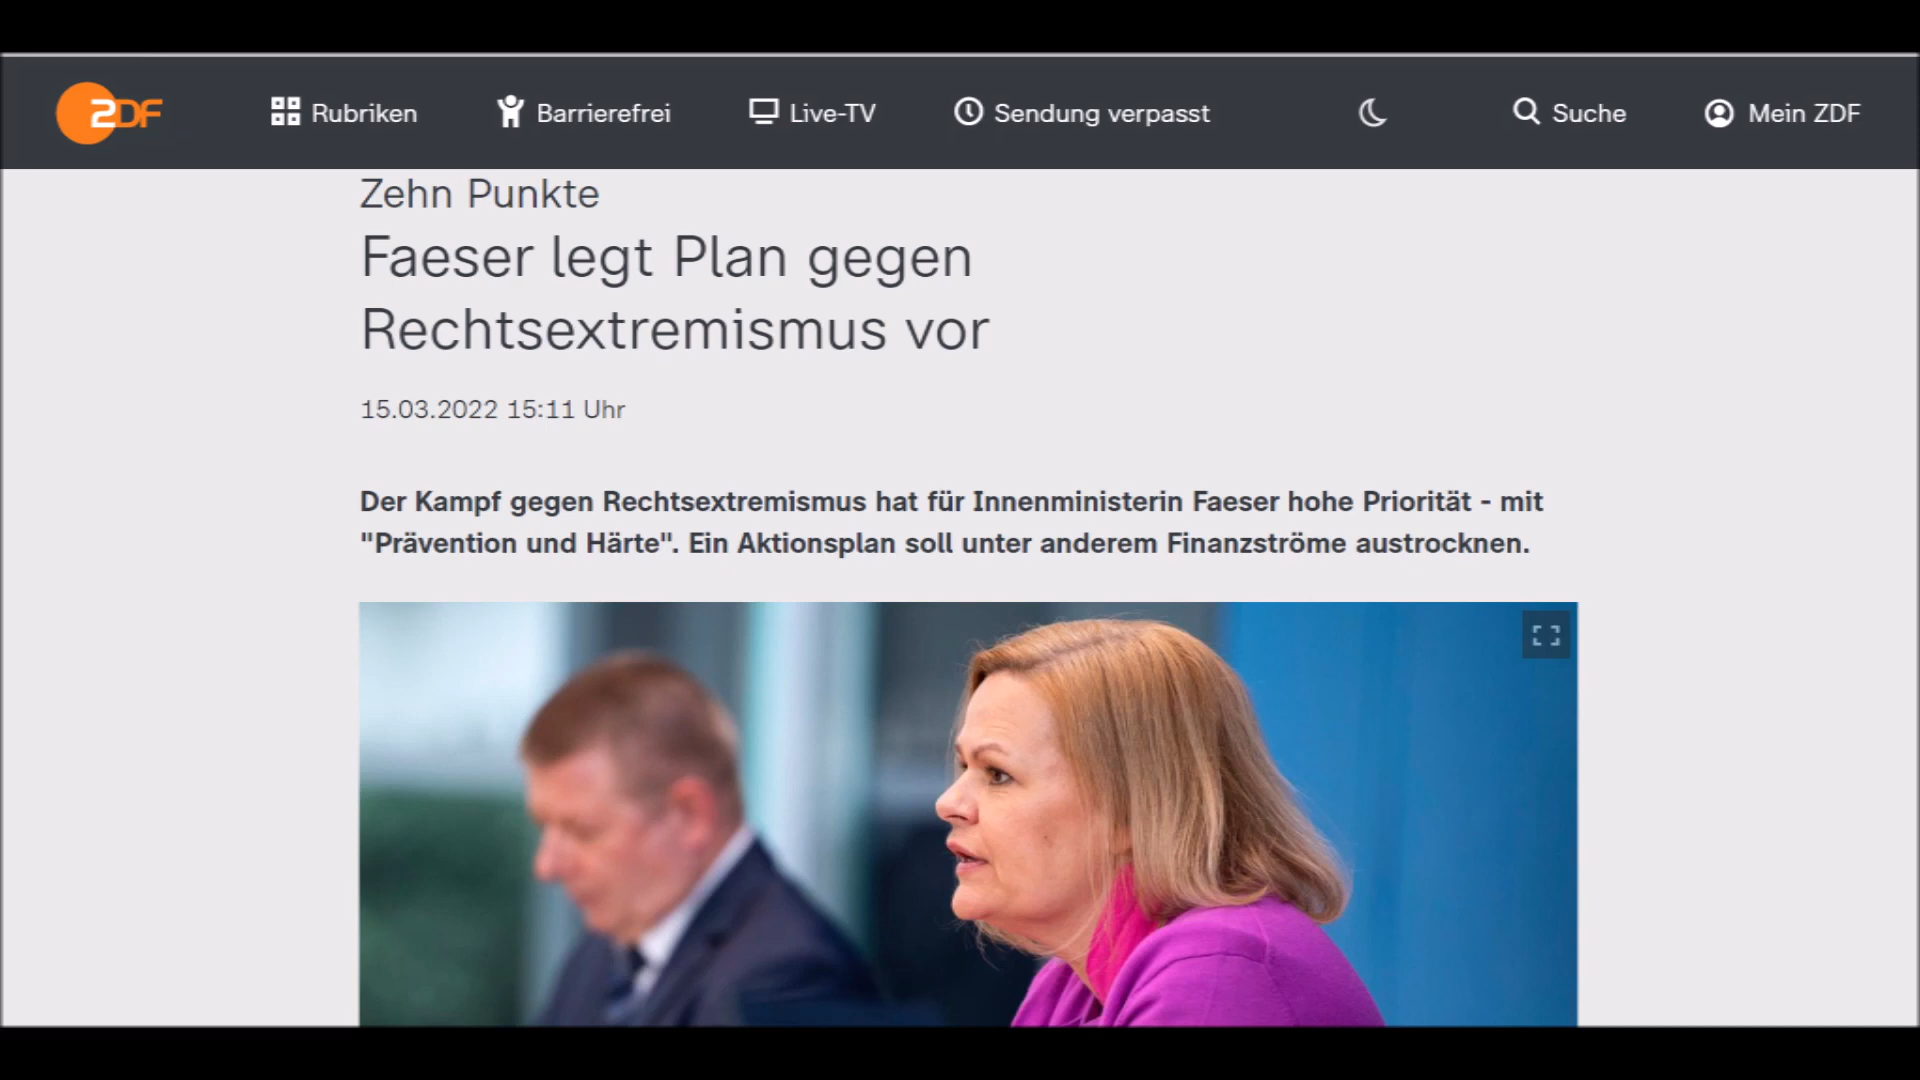 ZDF
Rubriken
Barrierefrei
Live-TV
Sendung verpasst
Suche
Mein ZDF
Zehn Punkte
Faeser legt Plan gegen
Rechtsextremismus vor
15.03.2022 15:11 Uhr
Der Kampf gegen Rechtsextremismus hat für Innenministerin Faeser hohe Priorität - mit
"Prävention und Härte". Ein Aktionsplan soll unter anderem Finanzströme austrocknen.